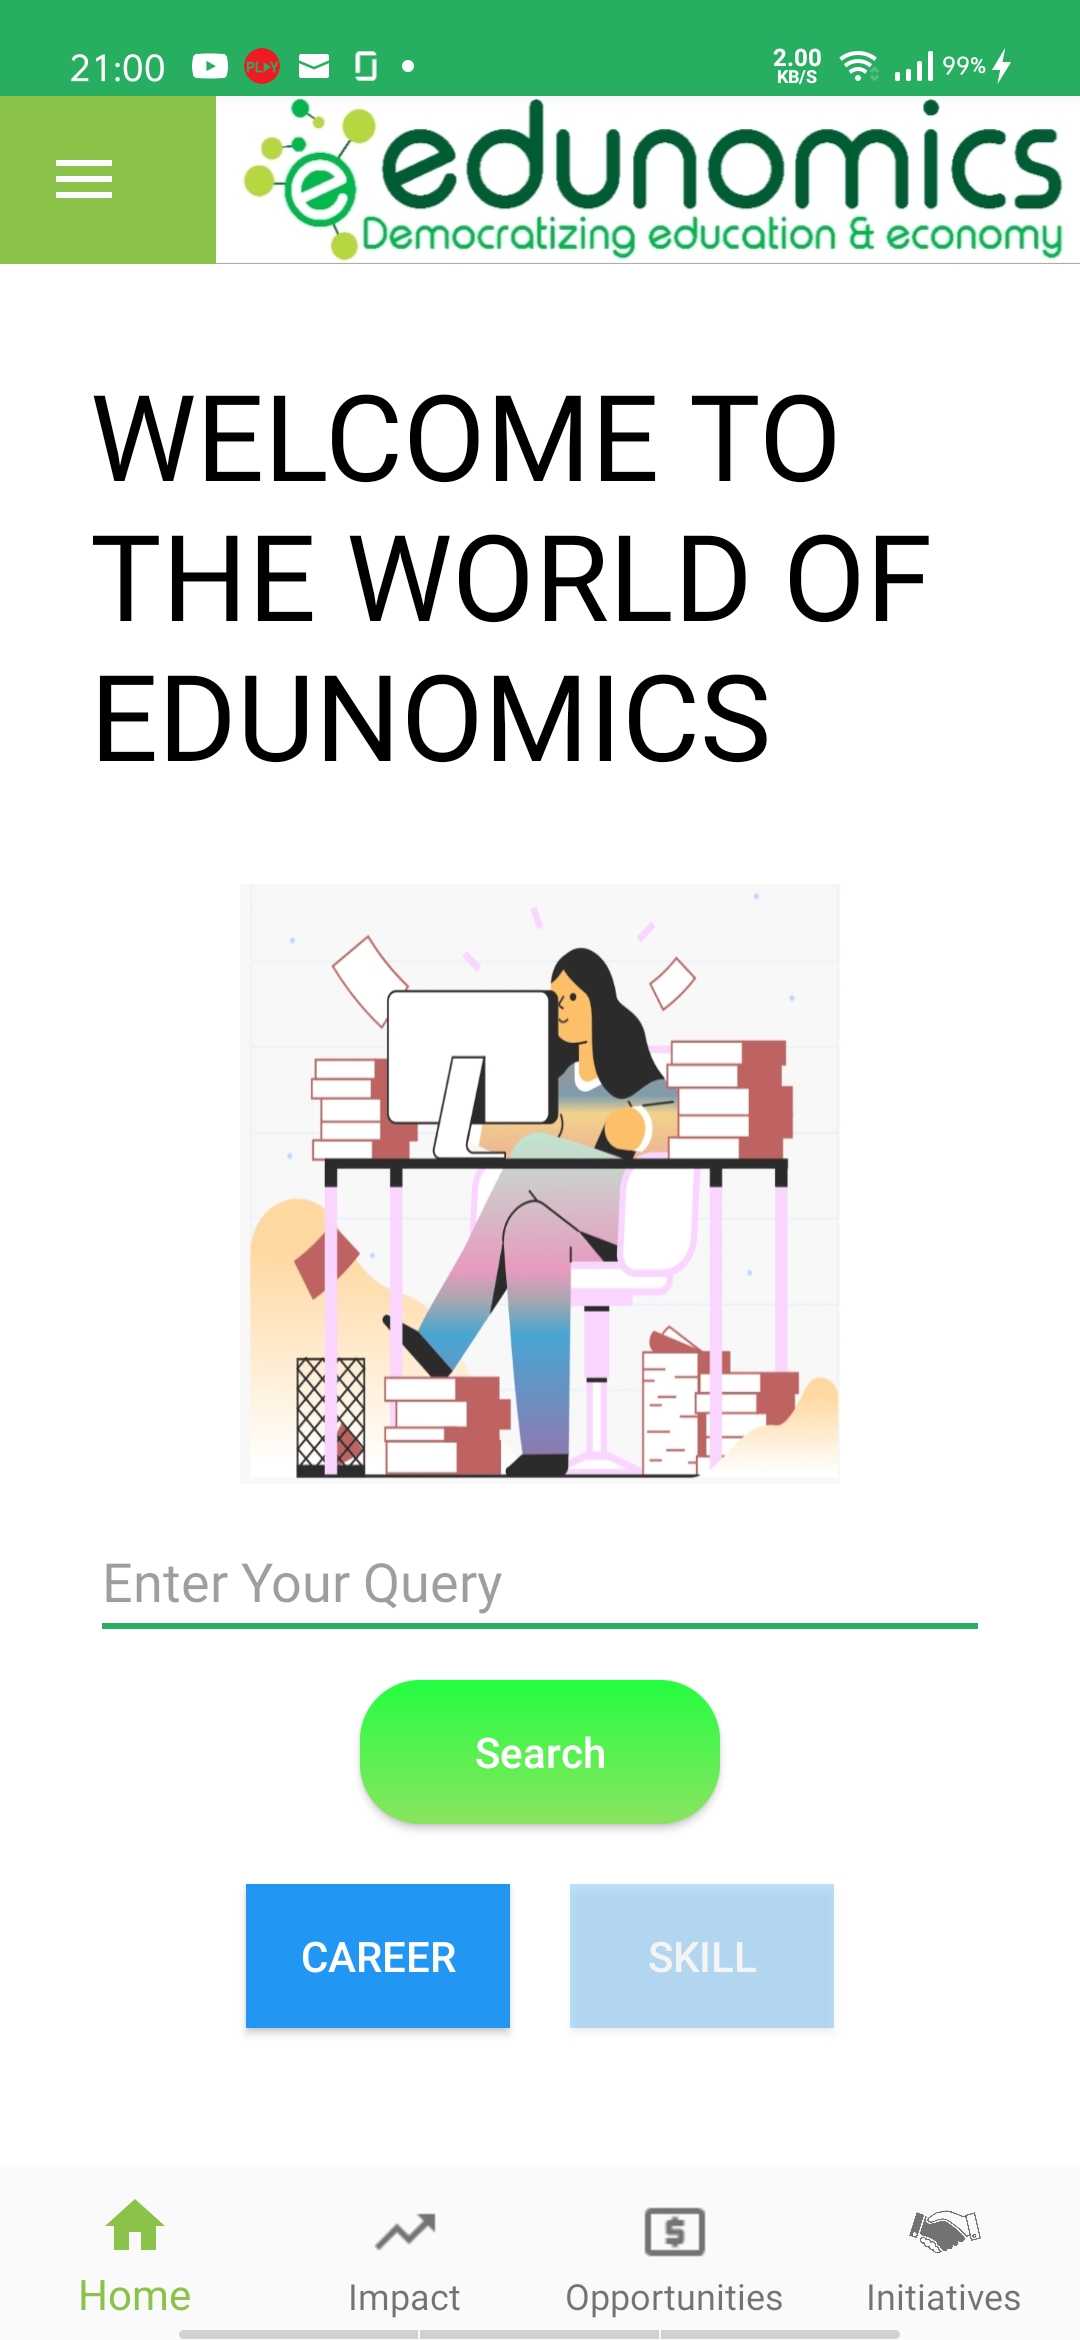 21:00
PLAY
2.00
KB/S
99%
edunomics
Democratizing education & economy
WELCOME TO
THE WORLD OF
EDUNOMICS
Enter Your Query
Search
CAREER
SKILL
Home
Impact
Opportunities
Initiatives